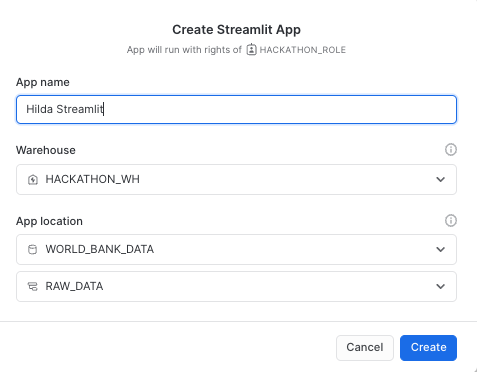 Create Streamlit App
App will run with rights of HACKATHON_ROLE
App name
Hilda Streamlit
Warehouse
HACKATHON_WH
App location
WORLD_BANK_DATA
RAW_DATA
Cancel Create